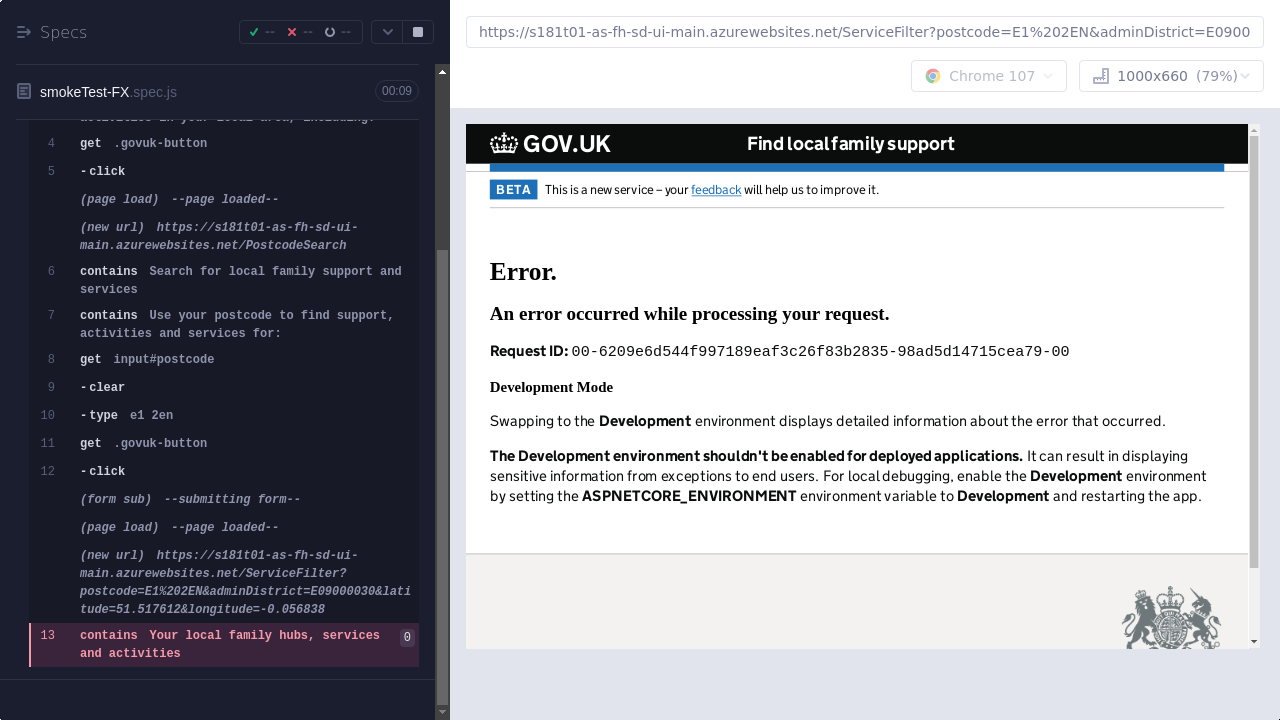 Specs
--
--
--
smokeTest-FX.spec.js
00:09
activities in your local area, including:
4 get .govuk-button
5 -click
(page load) --page loaded--
(new url) https://s181t01-as-fh-sd-ui-
main.azurewebsites.net/PostcodeSearch
6 contains Search for local family support and
services
7 contains Use your postcode to find support,
activities and services for:
8 get input#postcode
9 -clear
10 -type e1 2en
11 get .govuk-button
12 -click
(form sub) --submitting form--
(page load) --page loaded--
(new url) https://s181t01-as-fh-sd-ui-
main.azurewebsites.net/ServiceFilter?
postcode=E1%202EN&adminDistrict=E09000030&lati
tude=51.517612&longitude=-0.056838
13 contains Your local family hubs, services 0
and activities
https://s181t01-as-fh-sd-ui-main.azurewebsites.net/ServiceFilter?postcode=E1%202EN&adminDistrict=E0900
Chrome 107
1000x660 (79%)
GOV.UK
Find local family support
BETA This is a new service – your feedback will help us to improve it.
Error.
An error occurred while processing your request.
Request ID: 00-6209e6d544f997189eaf3c26f83b2835-98ad5d14715cea79-00
Development Mode
Swapping to the Development environment displays detailed information about the error that occurred.
The Development environment shouldn't be enabled for deployed applications. It can result in displaying
sensitive information from exceptions to end users. For local debugging, enable the Development environment
by setting the ASPNETCORE_ENVIRONMENT environment variable to Development and restarting the app.